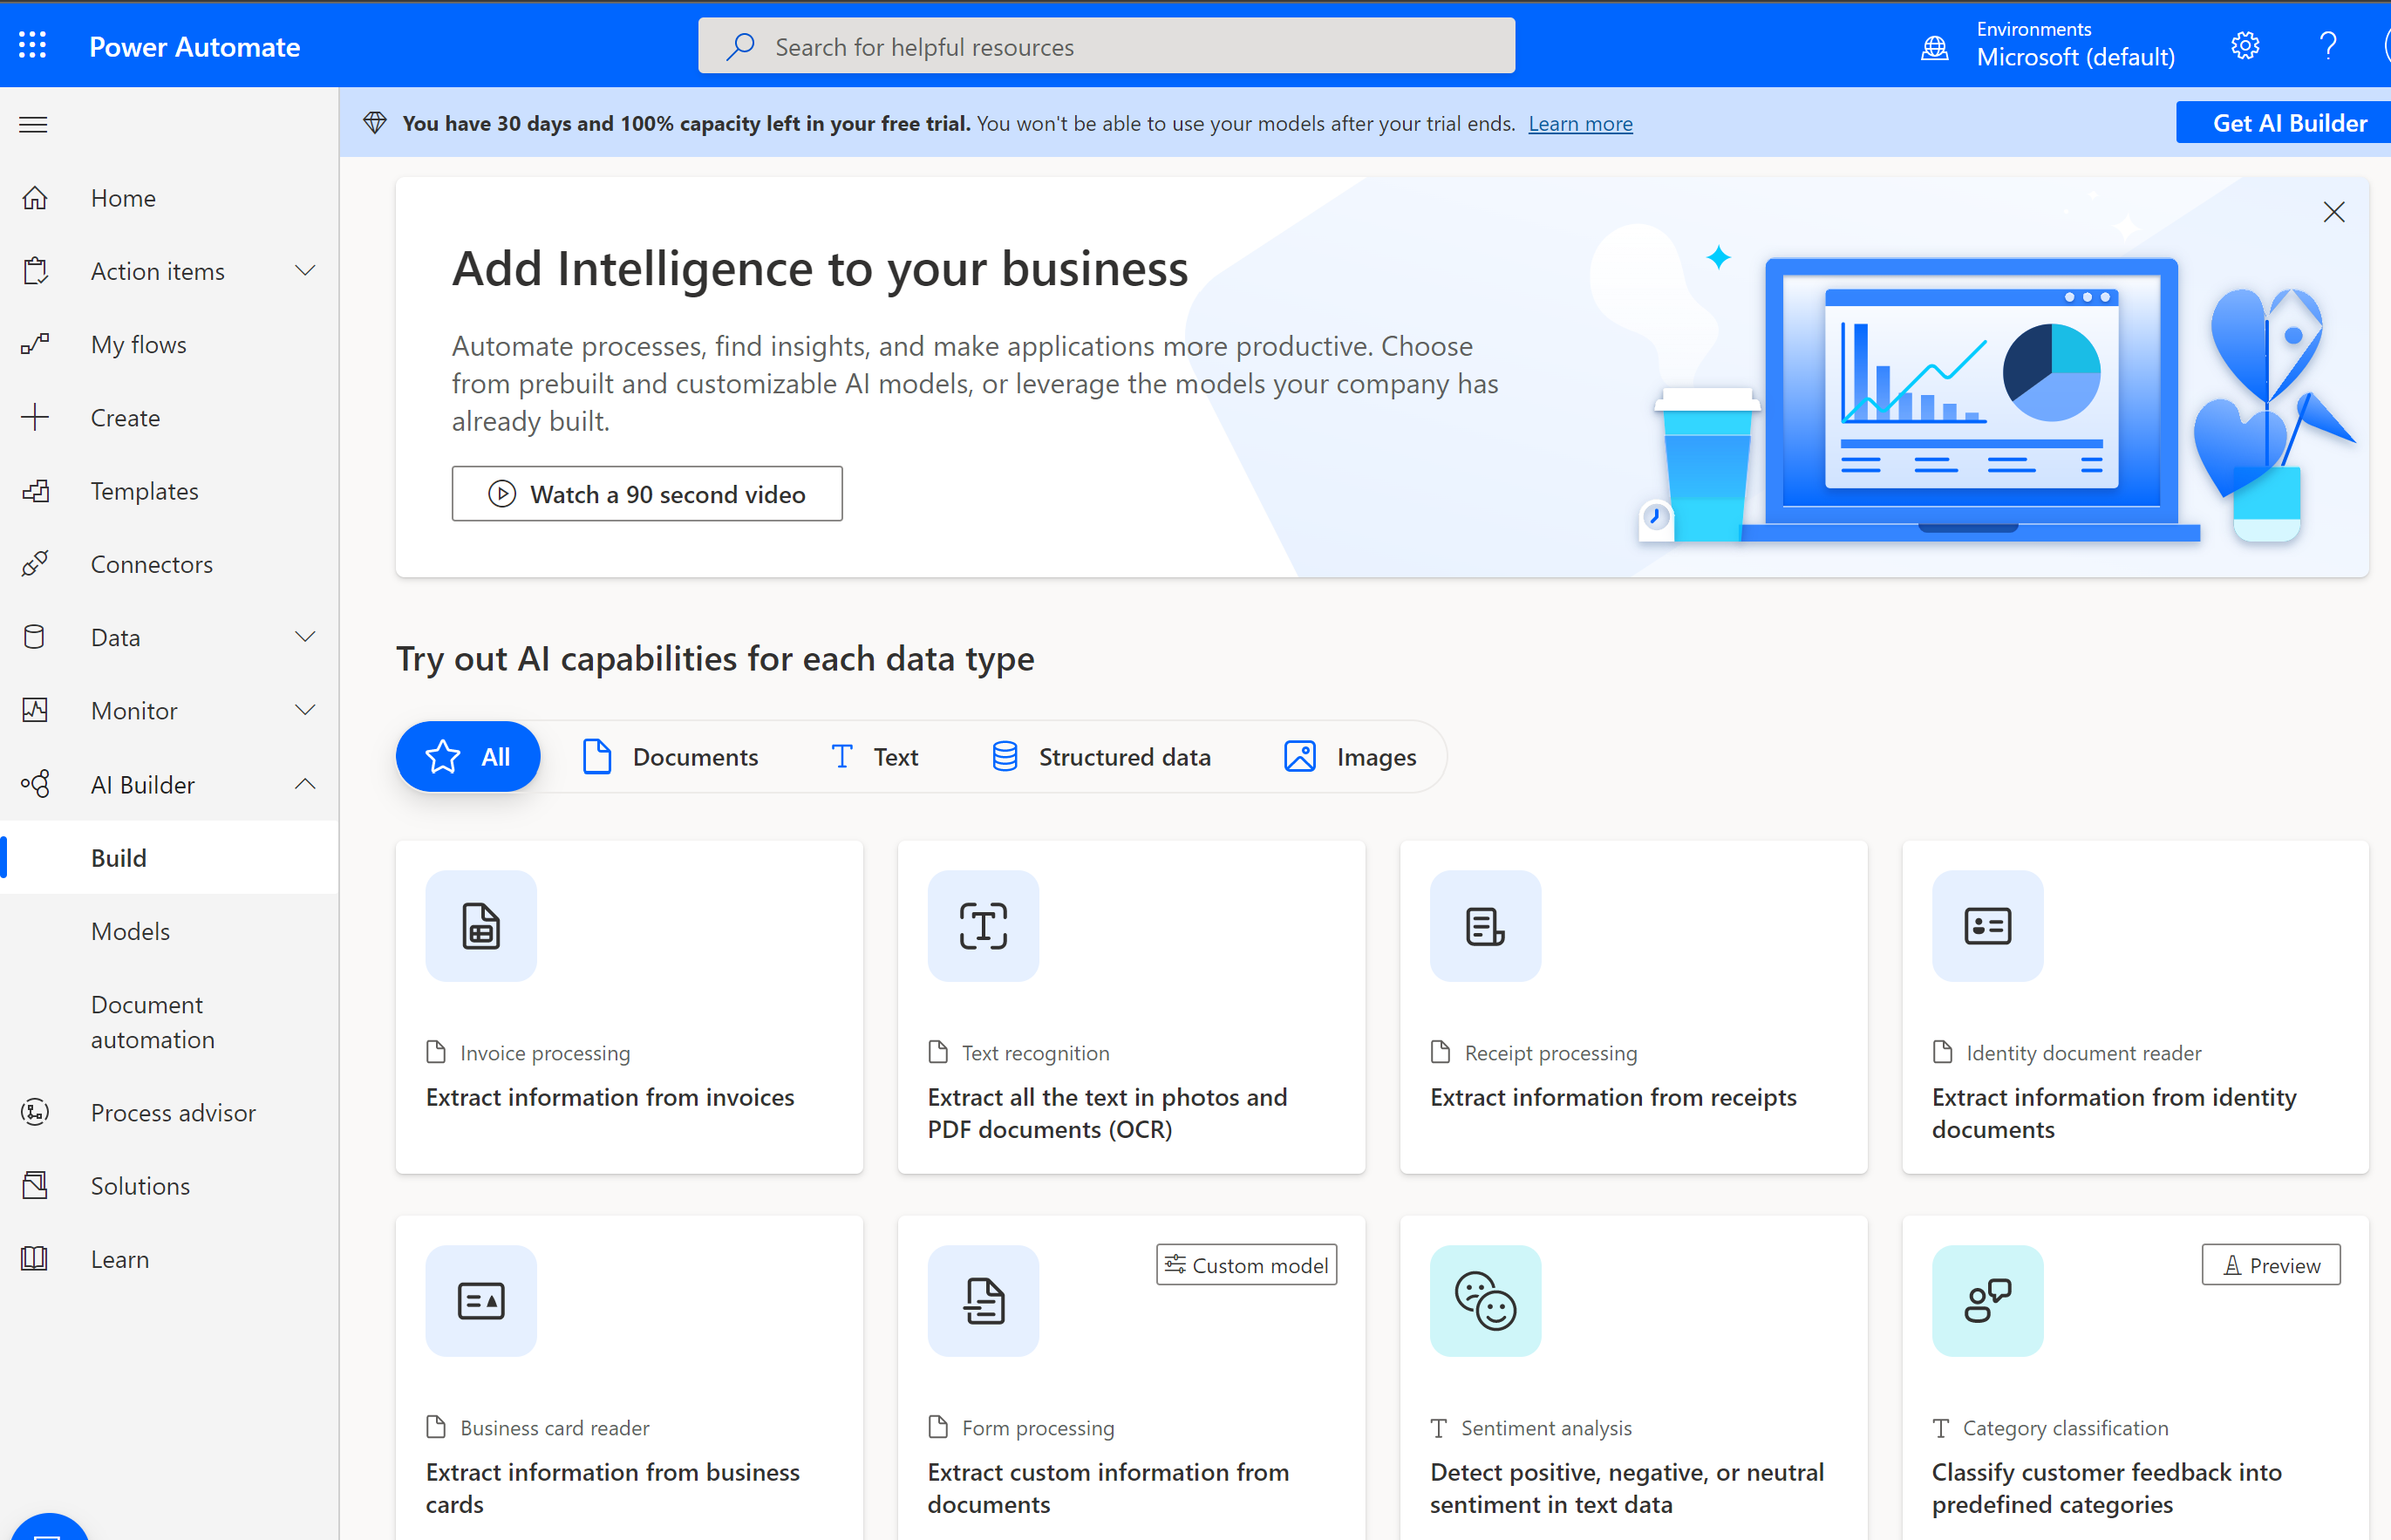 Power Automate
Search for helpful resources
Environments
Microsoft (default)
You have 30 days and 100% capacity left in your free trial. You won't be able to use your models after your trial ends. Learn more
Get AI Builder
Home
Action items
My flows
Create
Templates
Connectors
Data
Monitor
AI Builder
Build
Models
Document
automation
Process advisor
Solutions
Learn
Add Intelligence to your business
Automate processes, find insights, and make applications more productive. Choose
from prebuilt and customizable AI models, or leverage the models your company has
already built.
Watch a 90 second video
Try out AI capabilities for each data type
All
Documents
Text
Structured data
Images
Invoice processing
Extract information from invoices
Text recognition
Extract all the text in photos and
PDF documents (OCR)
Receipt processing
Extract information from receipts
Identity document reader
Extract information from identity
documents
Business card reader
Extract information from business
cards
Custom model
Form processing
Extract custom information from
documents
Sentiment analysis
Detect positive, negative, or neutral
sentiment in text data
Preview
Category classification
Classify customer feedback into
predefined categories